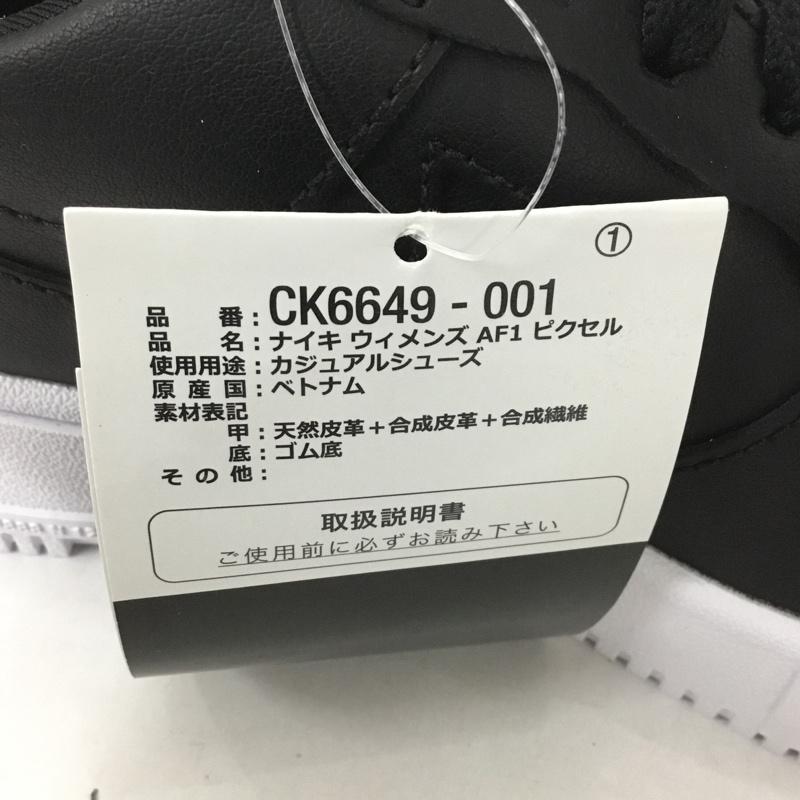 ①
品番:CK6649-001
品名:ナイキ ウィメンズ AF1 ピクセル
使用用途:カジュアルシューズ
原産国:ベトナム
素材表記
甲:天然皮革+合成皮革+合成繊維
底:ゴム底
その他:
取扱説明書
ご使用前に必ずお読み下さい